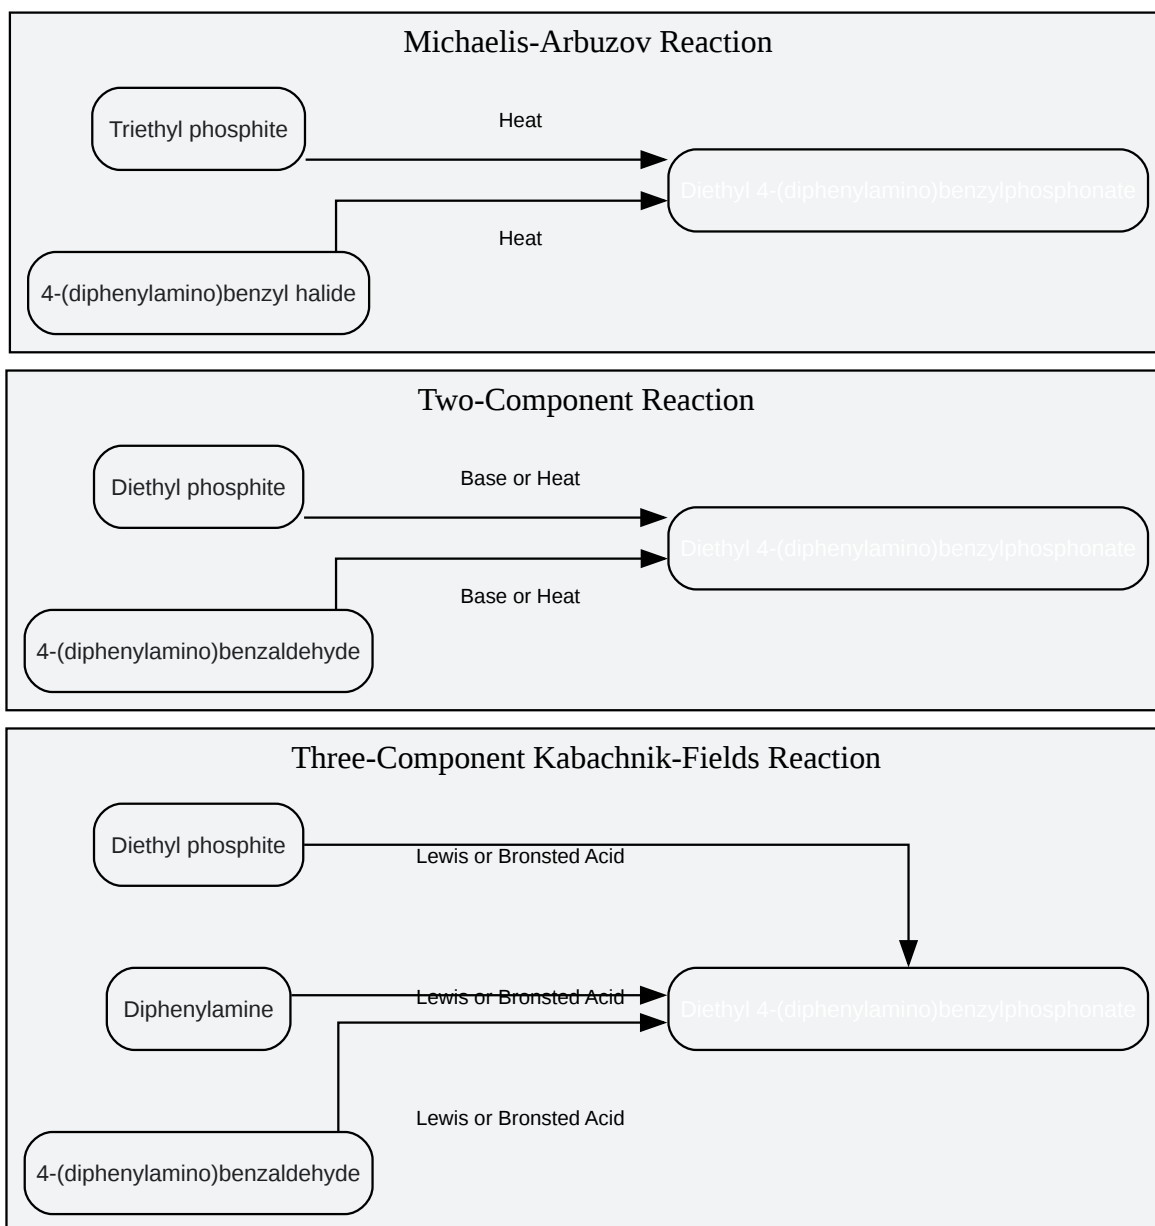 Michaelis-Arbuzov Reaction
Triethyl phosphite
Heat
Diethyl 4-(diphenylamino)benzylphosphonate
Heat
4-(diphenylamino)benzyl halide
Two-Component Reaction
Diethyl phosphite
Base or Heat
Diethyl 4-(diphenylamino)benzylphosphonate
Base or Heat
4-(diphenylamino)benzaldehyde
Three-Component Kabachnik-Fields Reaction
Diethyl phosphite
Lewis or Bronsted Acid
Diphenylamine
Lewis or Bronsted Acid
Diethyl 4-(diphenylamino)benzylphosphonate
Lewis or Bronsted Acid
4-(diphenylamino)benzaldehyde